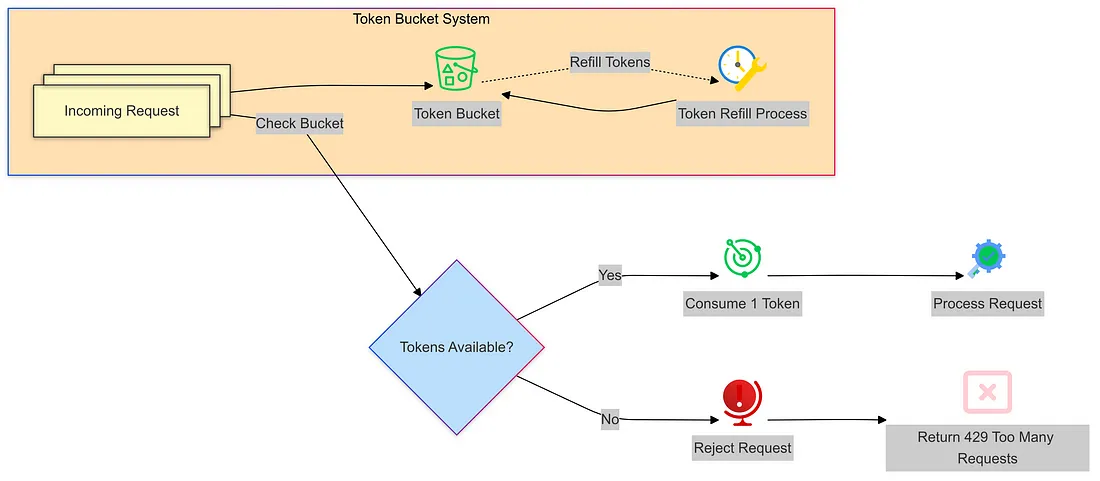 Token Bucket System
Incoming Request
Check Bucket
Token Bucket
Refill Tokens
Token Refill Process
Tokens Available?
Yes
Consume 1 Token
Process Request
No
Reject Request
Return 429 Too Many
Requests